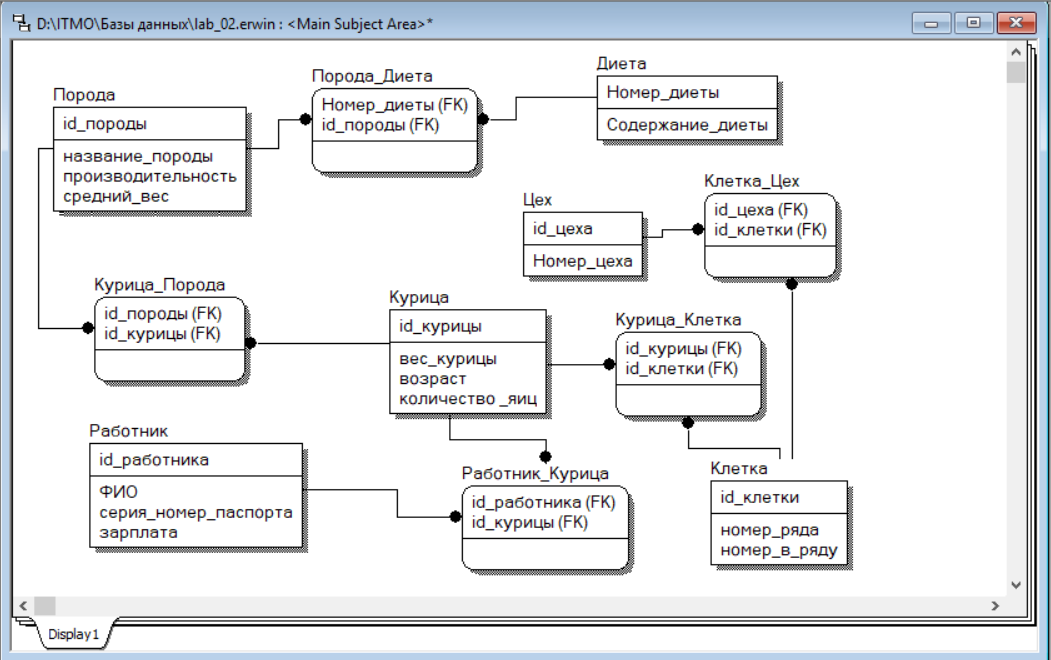 D:\ITMO\Базы данных\lab_02.erwin : <Main Subject Area>*
Порода
id_породы
название_породы
производительность
средний_вес
Порода_Диета
Номер_диеты (FK)
id_породы (FK)
Диета
Номер_диеты
Содержание_диеты
Цех
id_цеха
Номер_цеха
Клетка_Цех
id_цеха (FK)
id_клетки (FK)
Курица_Порода
id_породы (FK)
id_курицы (FK)
Курица
id_курицы
вес_курицы
возраст
количество _яиц
Курица_Клетка
id_курицы (FK)
id_клетки (FK)
Работник
id_работника
ФИО
серия_номер_паспорта
зарплата
Работник_Курица
id_работника (FK)
id_курицы (FK)
Клетка
id_клетки
номер_ряда
номер_в_ряду
Display1